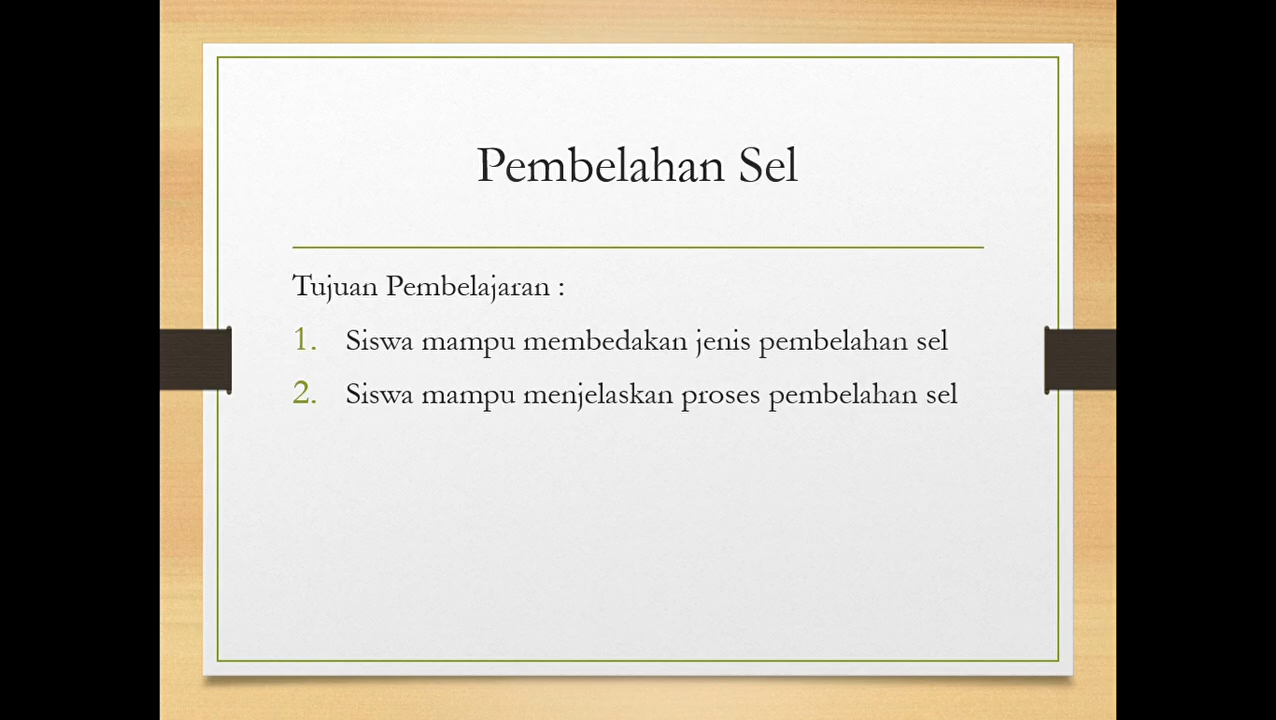 Pembelahan Sel
Tujuan Pembelajaran :
1. Siswa mampu membedakan jenis pembelahan sel
2. Siswa mampu menjelaskan proses pembelahan sel